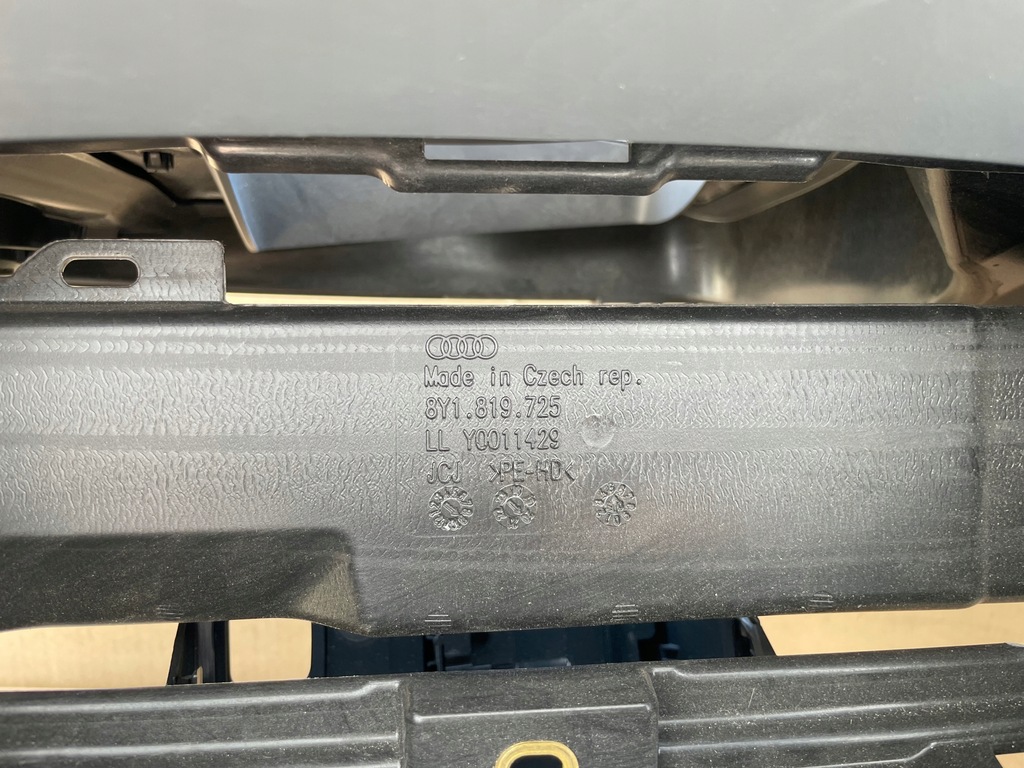 Made in Czech rep.
8Y1.819.725
LL Y0011429
JCJ >PE-HD<